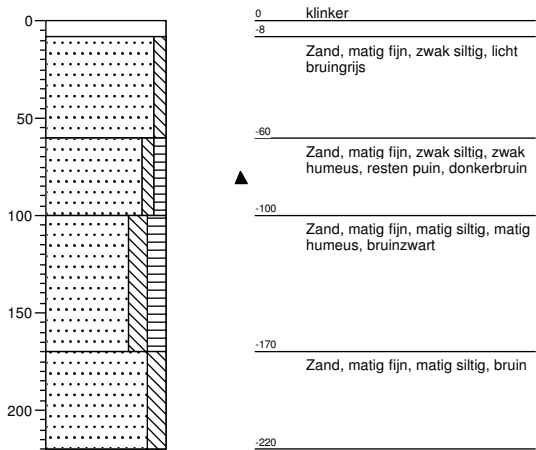 0
50
100
150
200
0 klinker
-8
Zand, matig fijn, zwak siltig, licht
bruingrijs
-60
Zand, matig fijn, zwak siltig, zwak
humeus, resten puin, donkerbruin
-100
Zand, matig fijn, matig siltig, matig
humeus, bruinzwart
-170
Zand, matig fijn, matig siltig, bruin
-220